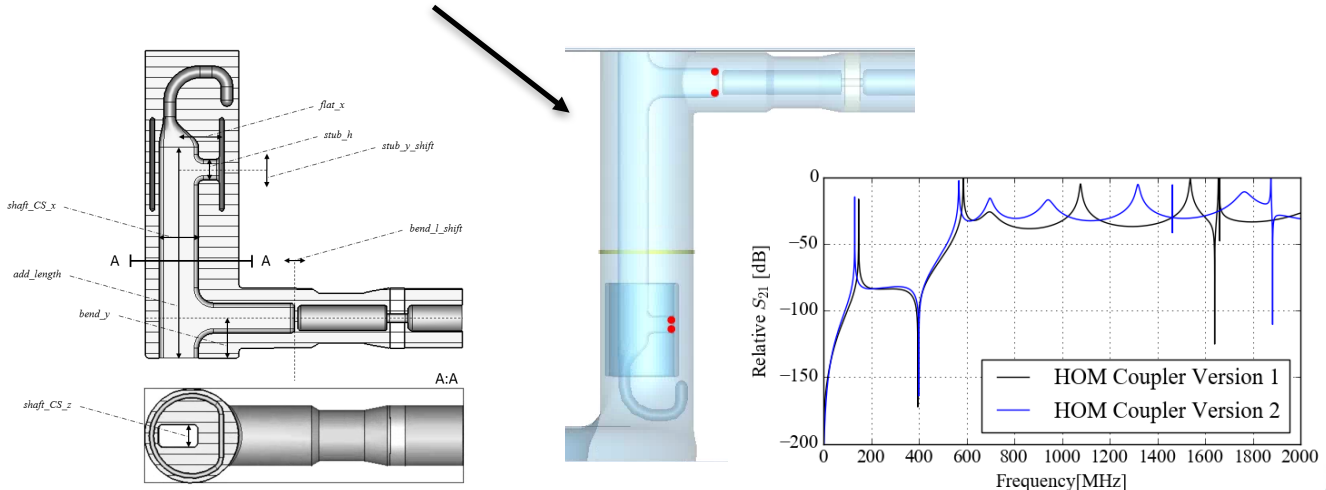 flat_x
stub_h
stub_y_shift
shaft_CS_x
bend_l_shift
A A
add_length
bend_y
A:A
shaft_CS_z
Relative S21 [dB]
0
−50
−100
−150
−200
HOM Coupler Version 1
HOM Coupler Version 2
0 200 400 600 800 1000 1200 1400 1600 1800 2000
Frequency[MHz]